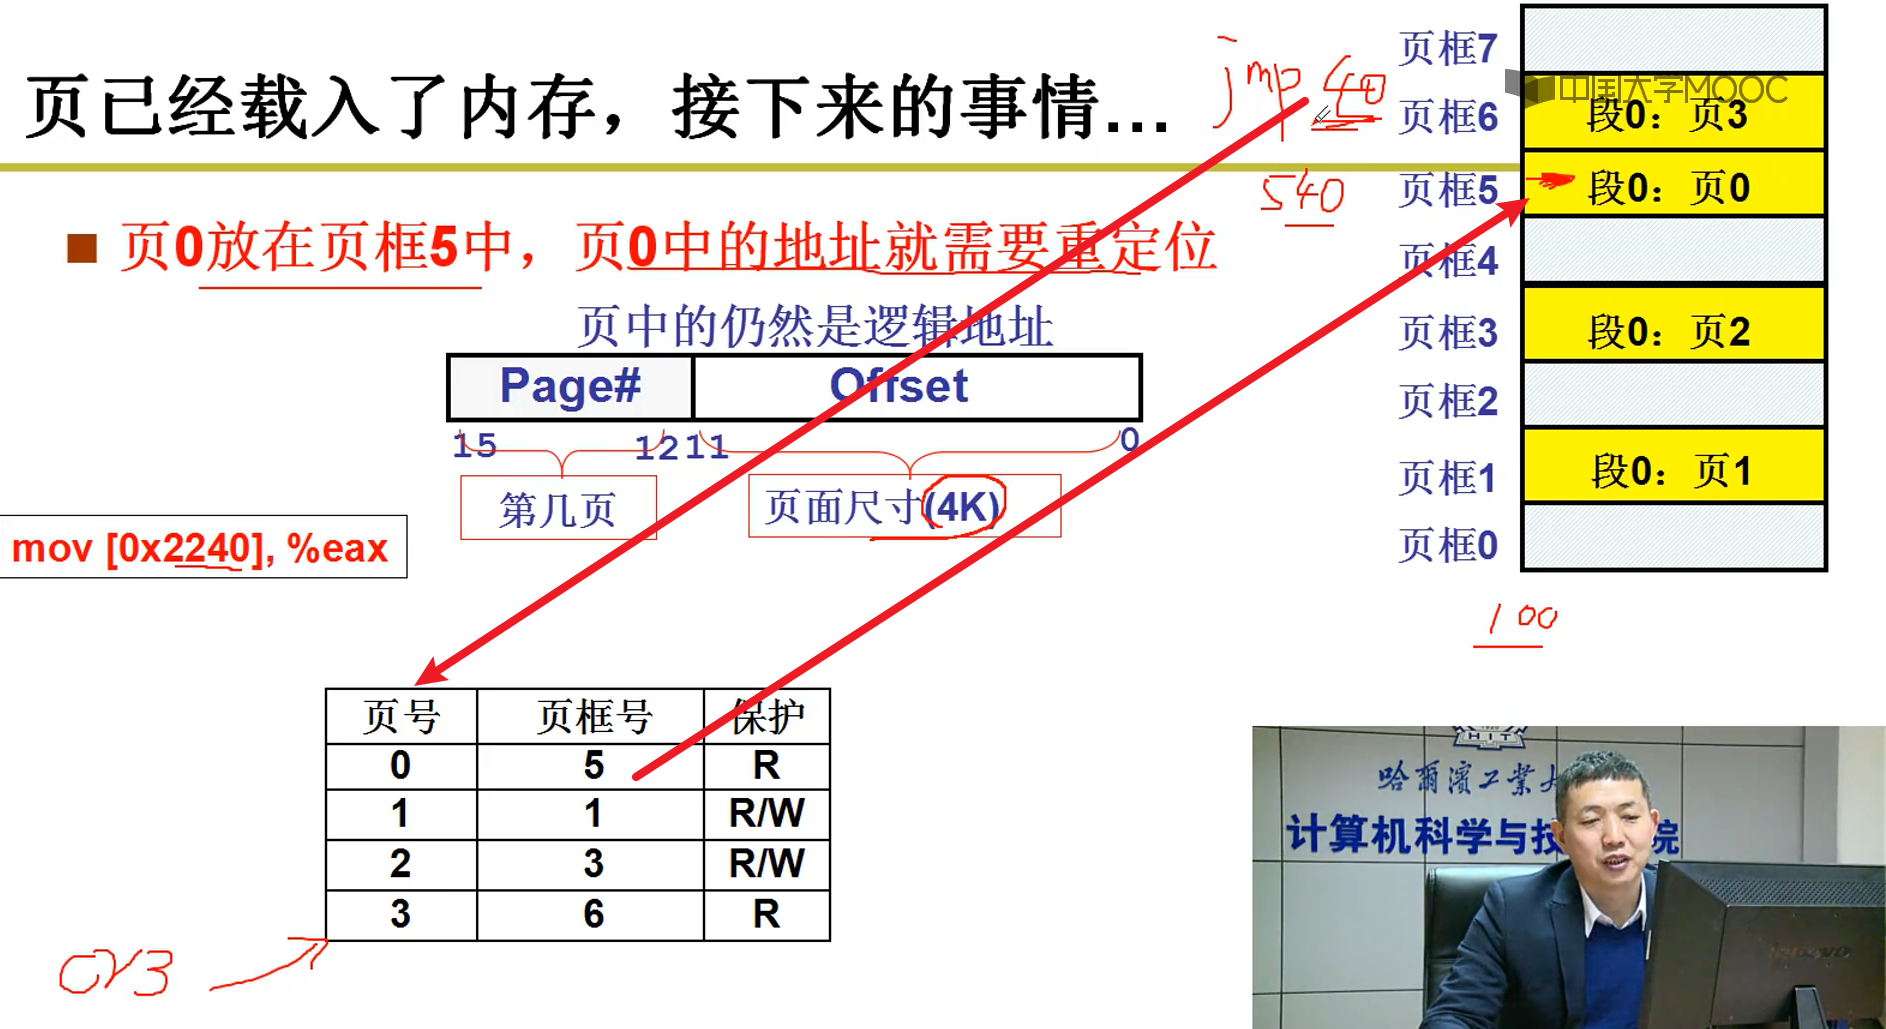 页已经载入了内存，接下来的事情...
jmp 40
540
页0放在页框5中，页0中的地址就需要重定位
页中的仍然是逻辑地址
Page# Offset
15 12 11 0
第几页 页面尺寸(4K)
mov [0x2240], %eax
页框7
中国大学MOOC
页框6 段0：页3
页框5 段0：页0
页框4
页框3 段0：页2
页框2
页框1 段0：页1
页框0
100
页号 页框号 保护
0 5 R
1 1 R/W
2 3 R/W
3 6 R
cr3
HIT
哈爾濱工業大
计算机科学与技 院
lenovo